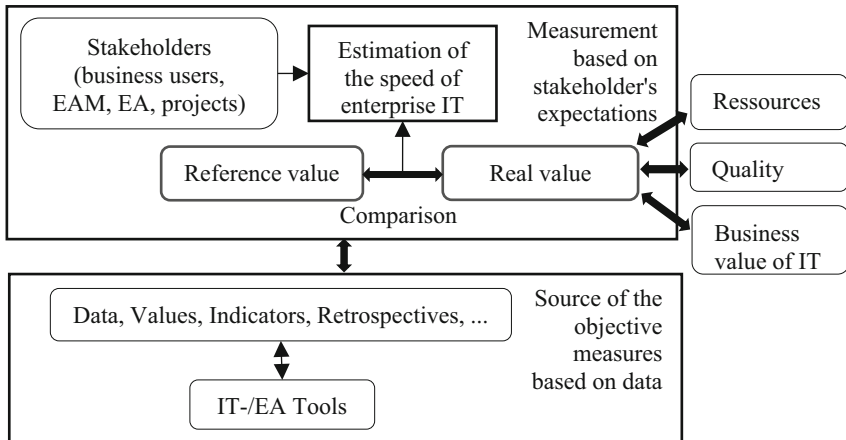 Stakeholders
(business users,
EAM, EA, projects)
Estimation of
the speed of
enterprise IT
Measurement
based on
stakeholder's
expectations
Reference value
Real value
Comparison
Ressources
Quality
Business
value of IT
Data, Values, Indicators, Retrospectives, ...
IT-/EA Tools
Source of the
objective
measures
based on data